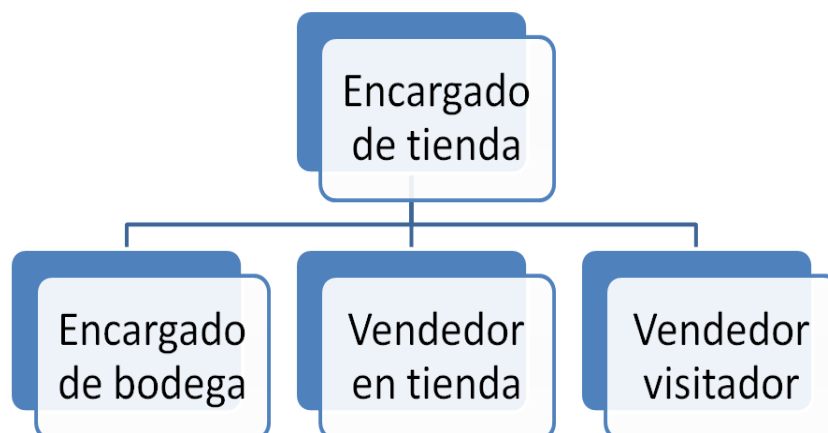 Encargado
de tienda
Encargado
de bodega
Vendedor
en tienda
Vendedor
visitador